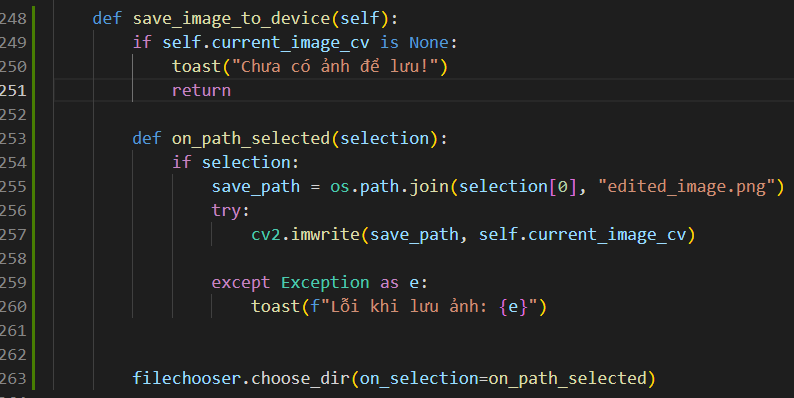 248 def save_image_to_device(self):
249 if self.current_image_cv is None:
250 toast("Chưa có ảnh để lưu!")
251 return
252
253 def on_path_selected(selection):
254 if selection:
255 save_path = os.path.join(selection[0], "edited_image.png")
256 try:
257 cv2.imwrite(save_path, self.current_image_cv)
258
259 except Exception as e:
260 toast(f"Lỗi khi lưu ảnh: {e}")
261
262
263 filechooser.choose_dir(on_selection=on_path_selected)